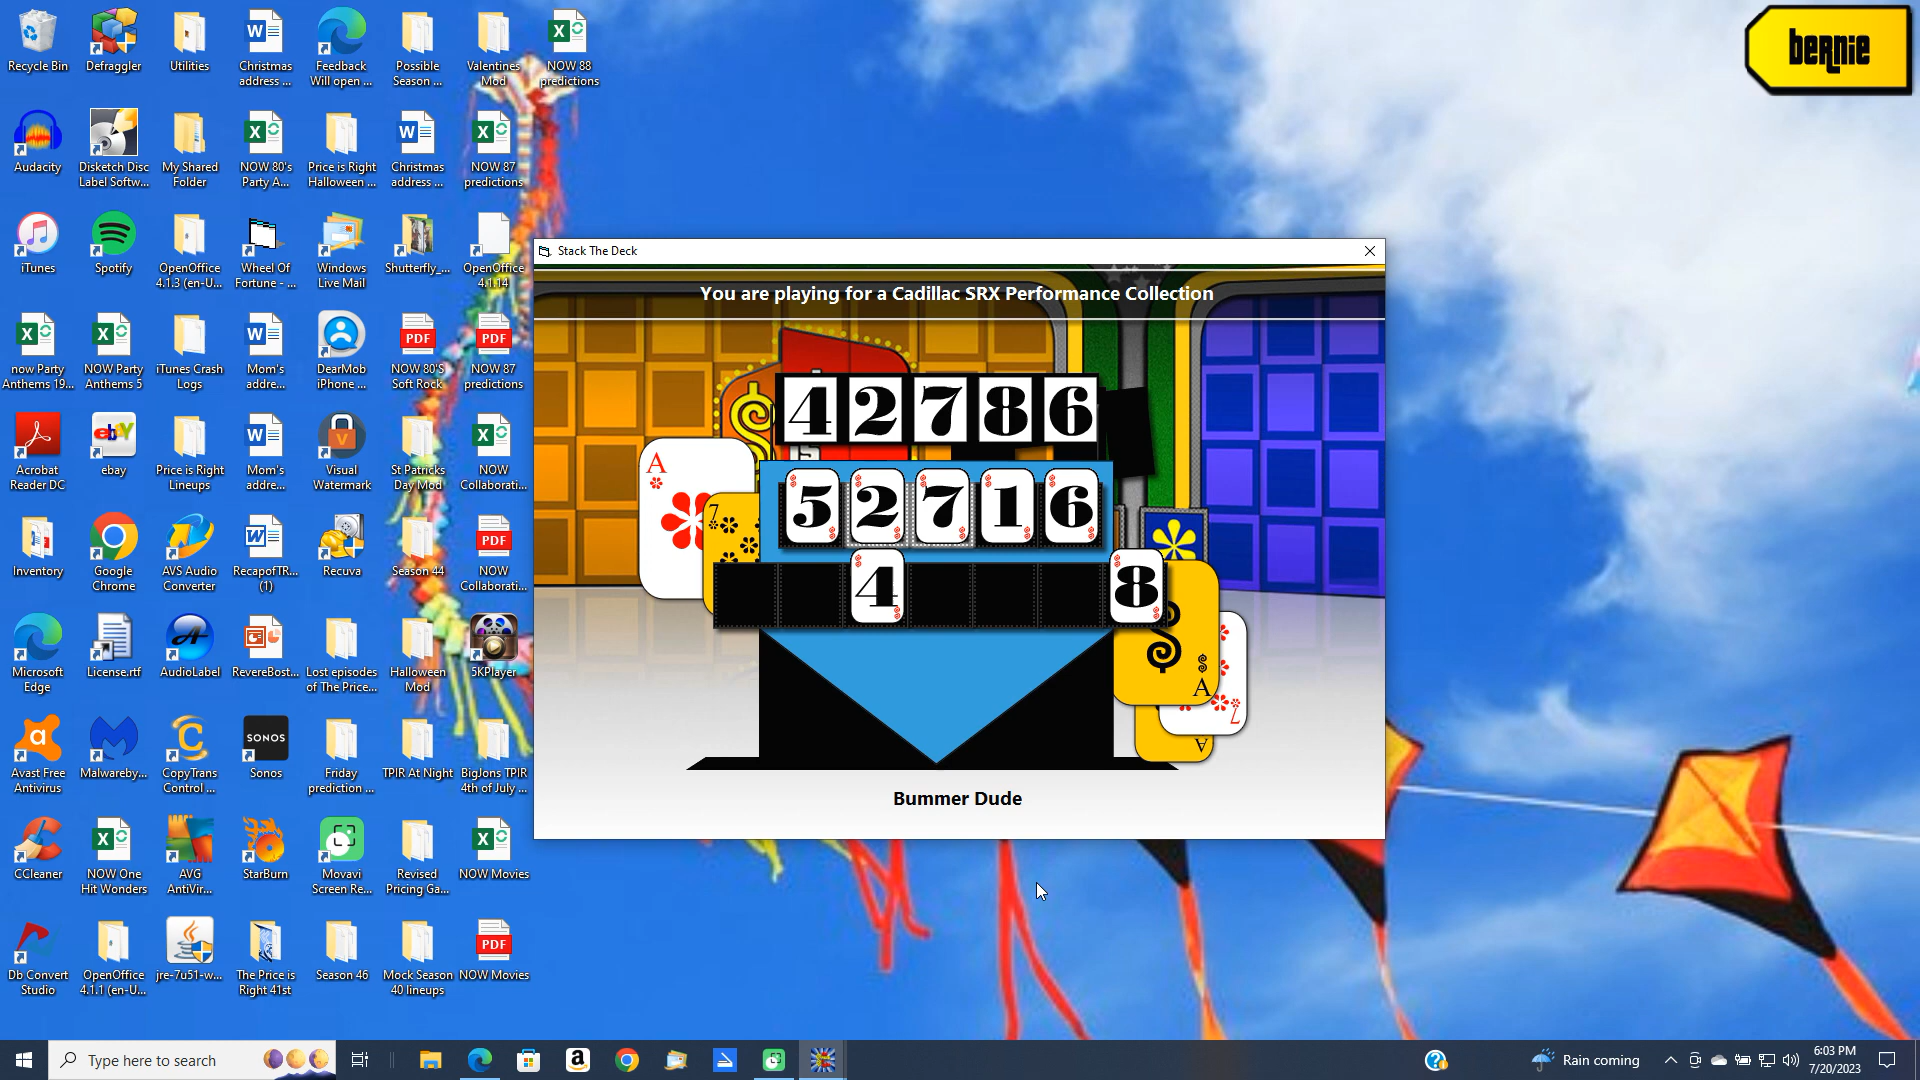 Recycle Bin
Defraggler
Utilities
Christmas
address ...
Feedback
Will open ...
Possible
Season ...
Valentines
Mod
NOW 88
predictions
bernie
Audacity
Disketch Disc
Label Softw...
My Shared
Folder
NOW 80's
Party A...
Price is Right
Halloween ...
Christmas
address ...
NOW 87
predictions
iTunes
Spotify
OpenOffice
4.1.3 (en-U...
Wheel Of
Fortune - ...
Windows
Live Mail
Shutterfly_...
OpenOffice
4.1.14
now Party
Anthems 19...
NOW Party
Anthems 5
iTunes Crash
Logs
Mom's
addre...
DearMob
iPhone ...
NOW 80'S
Soft Rock
NOW 87
predictions
Acrobat
Reader DC
ebay
Price is Right
Lineups
Mom's
addre...
Visual
Watermark
St Patricks
Day Mod
NOW
Collaborati...
Inventory
Google
Chrome
AVS Audio
Converter
RecapofTR...
(1)
Recuva
Season 44
NOW
Collaborati...
Microsoft
Edge
License.rtf
AudioLabel
RevereBost...
Lost episodes
of The Price...
Halloween
Mod
5KPlayer
Avast Free
Antivirus
Malwareby...
CopyTrans
Control ...
SONOS
Sonos
Friday
prediction ...
TPIR At Night
BigJons TPIR
4th of July ...
CCleaner
NOW One
Hit Wonders
AVG
AntiVir...
StarBurn
Movavi
Screen Re...
Revised
Pricing Ga...
NOW Movies
Db Convert
Studio
OpenOffice
4.1.1 (en-U...
jre-7u51-w...
The Price is
Right 41st
Season 46
Mock Season
40 lineups
NOW Movies
Stack The Deck
You are playing for a Cadillac SRX Performance Collection
42786
52716
4 8
A
7
$
A
7
A
Bummer Dude
Type here to search
Rain coming
6:03 PM
7/20/2023